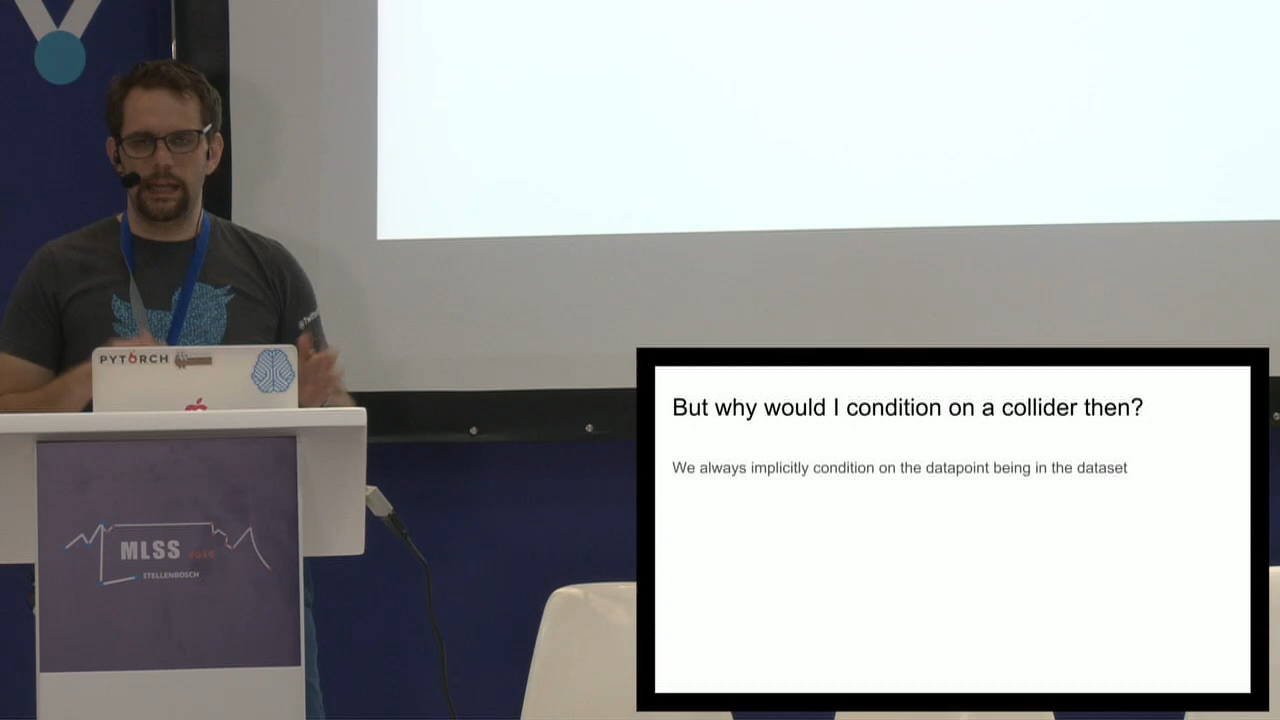 PYTORCH
MLSS
STELLENBOSCH
But why would I condition on a collider then?
We always implicitly condition on the datapoint being in the dataset